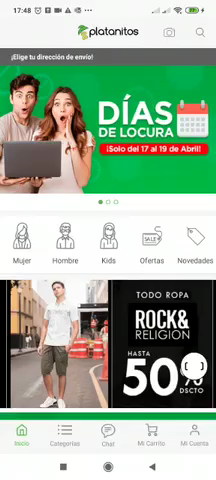 17:48
platanitos
¡Elige tu dirección de envío!
DÍAS
DE LOCURA
¡Solo del 17 al 19 de Abril!
Mujer
Hombre
Kids
SALE
Ofertas
Novedades
TODO ROPA
ROCK&
RELIGION
HASTA
50%
DSCTO
Inicio
Categorías
Chat
Mi Carrito
Mi Cuenta